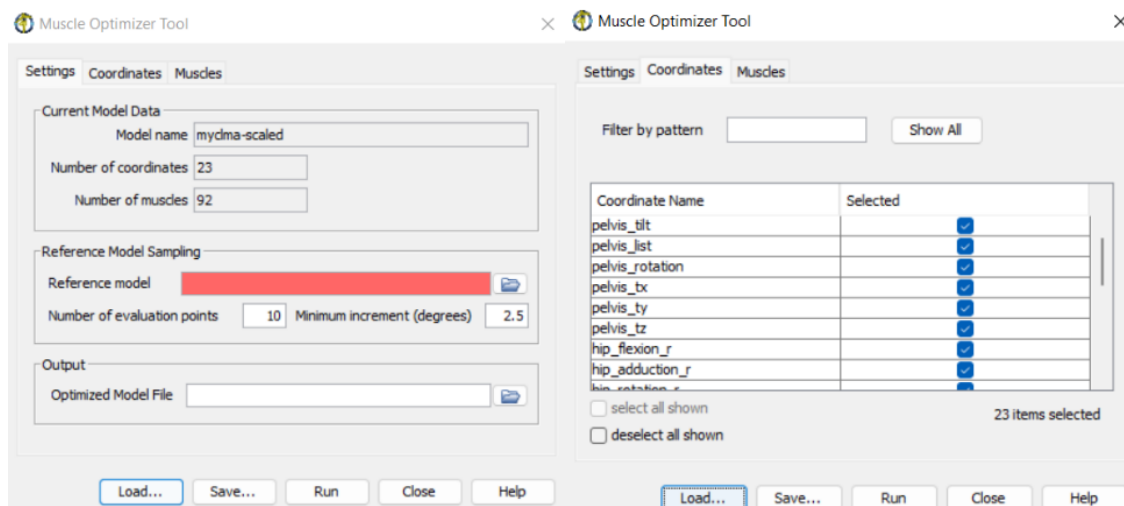 Muscle Optimizer Tool
Settings Coordinates Muscles
Current Model Data
Model name myclma-scaled
Number of coordinates 23
Number of muscles 92
Reference Model Sampling
Reference model
Number of evaluation points 10 Minimum increment (degrees) 2.5
Output
Optimized Model File
Load... Save... Run Close Help
Muscle Optimizer Tool
Settings Coordinates Muscles
Filter by pattern Show All
Coordinate Name Selected
pelvis_tilt
pelvis_list
pelvis_rotation
pelvis_tx
pelvis_ty
pelvis_tz
hip_flexion_r
hip_adduction_r
hip_rotation_r
select all shown
23 items selected
deselect all shown
Load... Save... Run Close Help